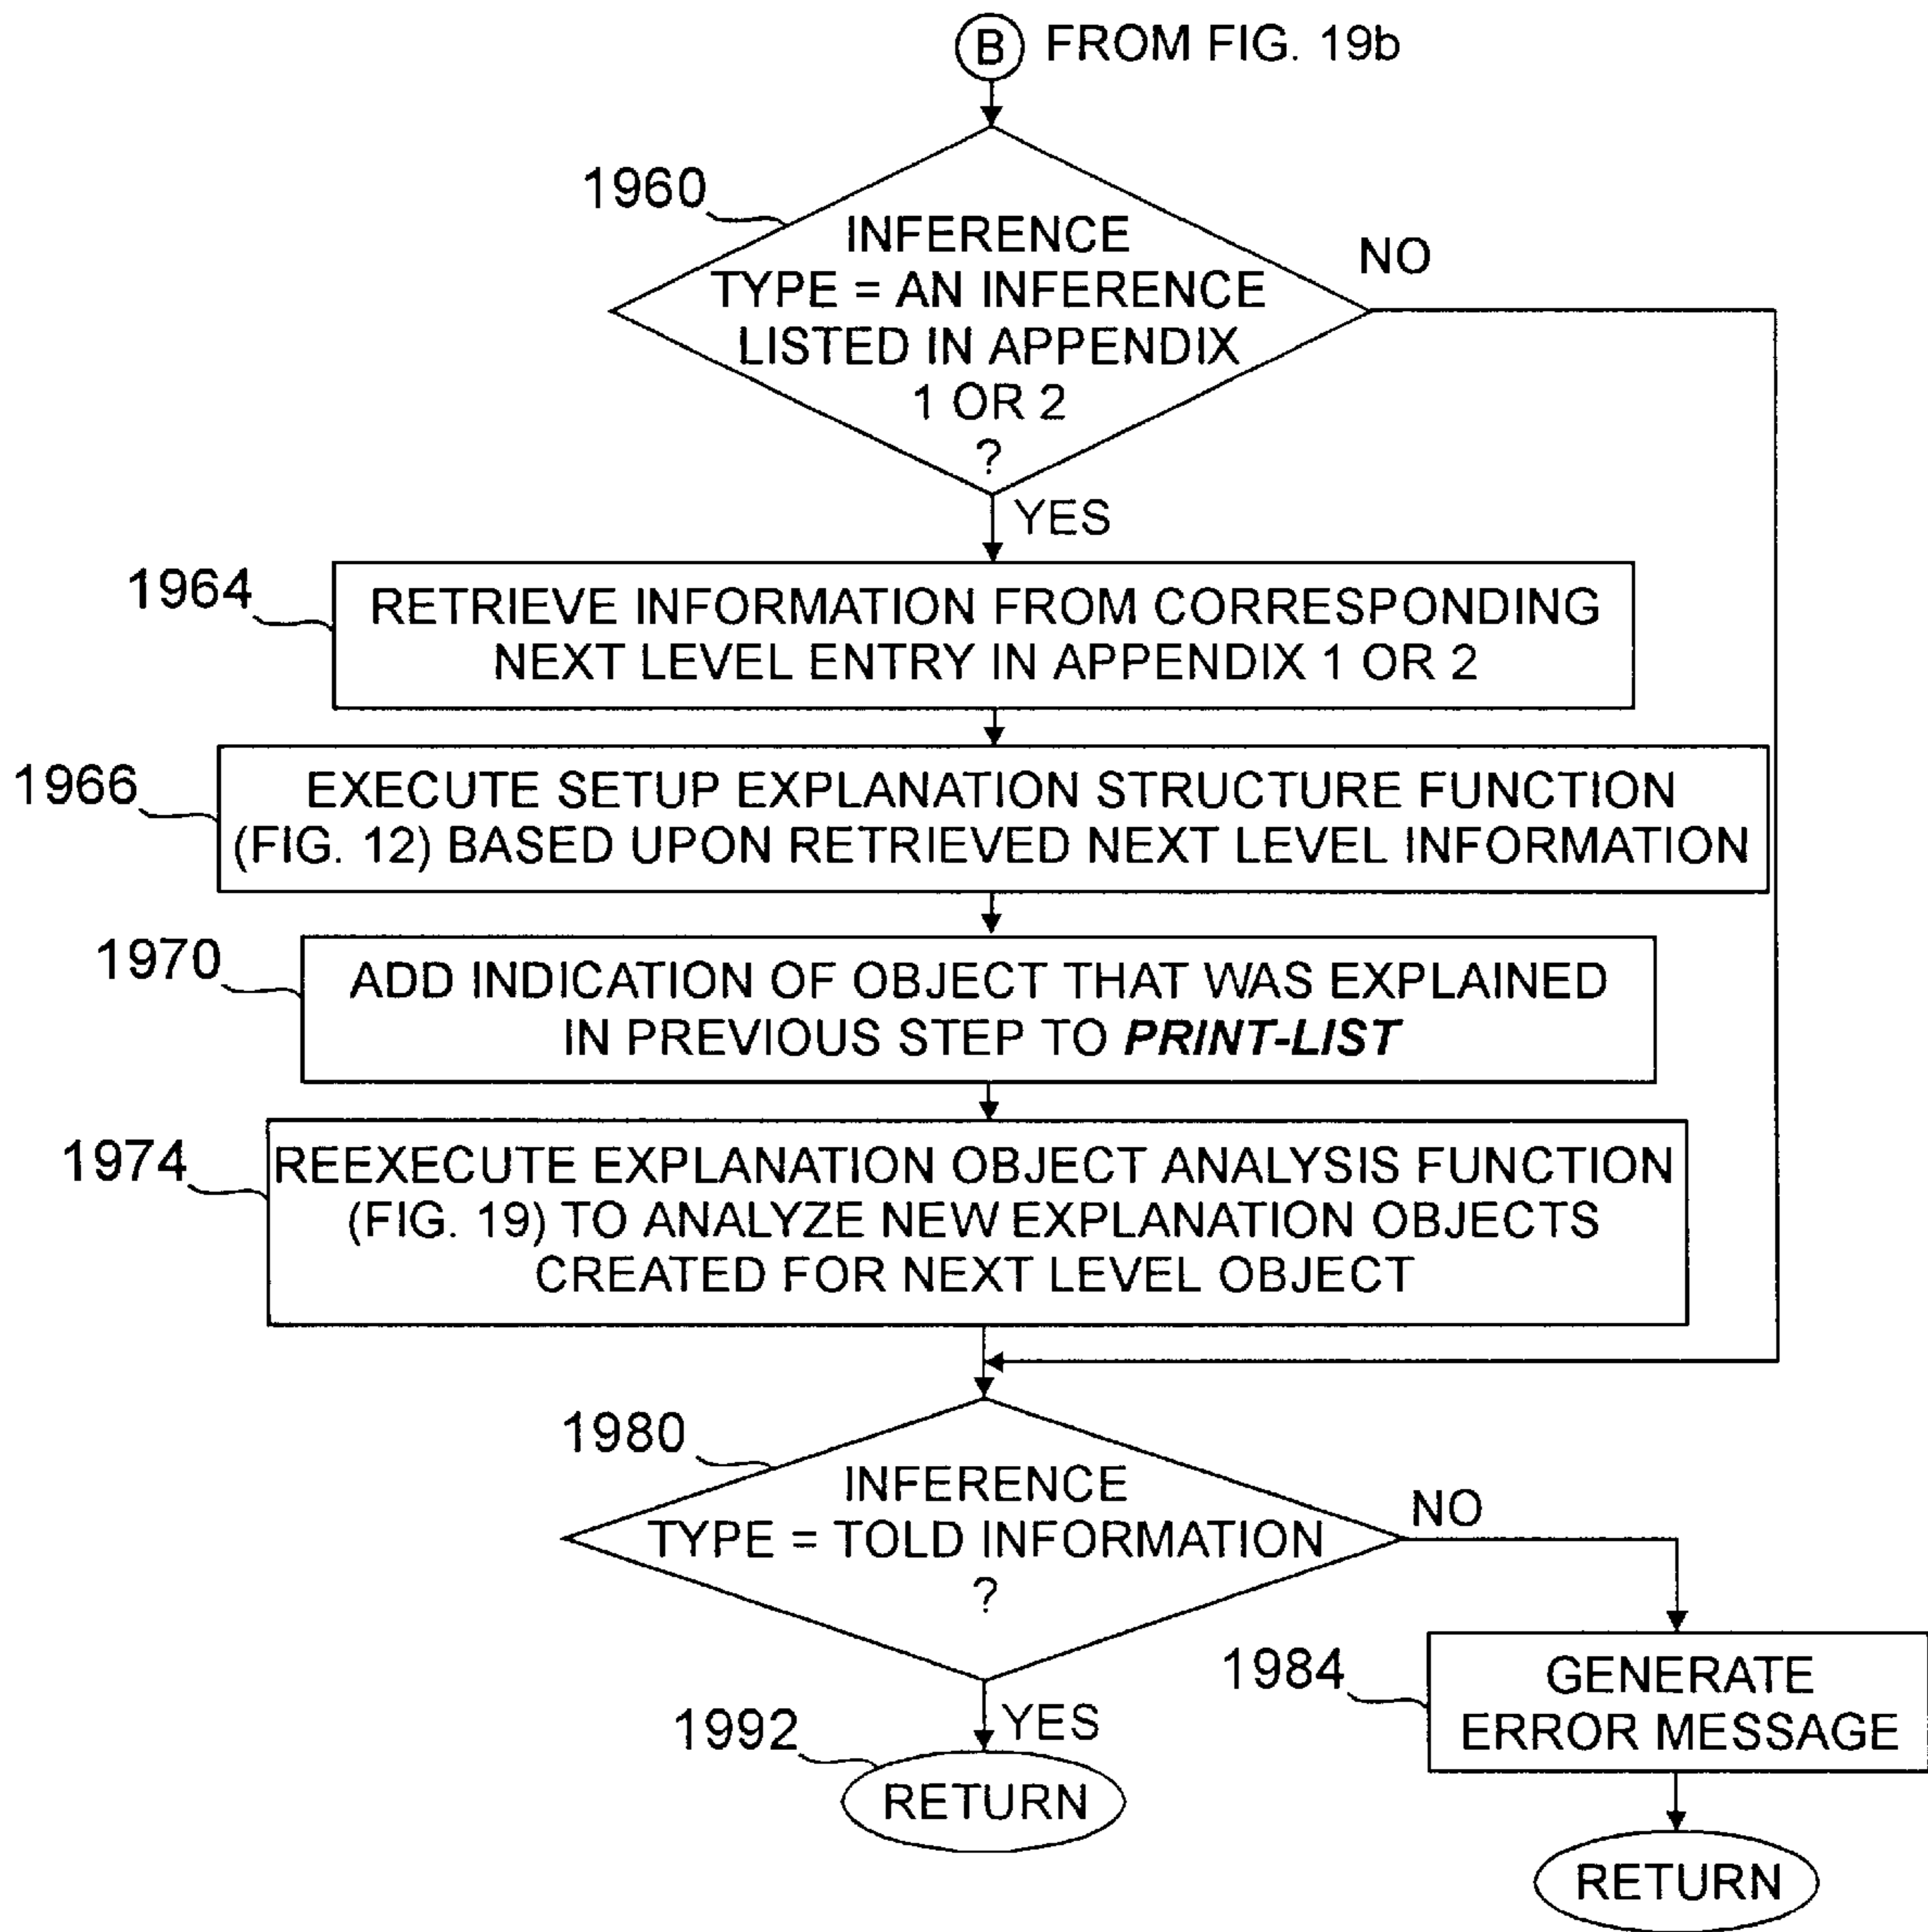 B FROM FIG. 19b
1960
INFERENCE
TYPE = AN INFERENCE
LISTED IN APPENDIX
1 OR 2
?
NO
YES
1964
RETRIEVE INFORMATION FROM CORRESPONDING
NEXT LEVEL ENTRY IN APPENDIX 1 OR 2
1966
EXECUTE SETUP EXPLANATION STRUCTURE FUNCTION
(FIG. 12) BASED UPON RETRIEVED NEXT LEVEL INFORMATION
1970
ADD INDICATION OF OBJECT THAT WAS EXPLAINED
IN PREVIOUS STEP TO PRINT-LIST
1974
REEXECUTE EXPLANATION OBJECT ANALYSIS FUNCTION
(FIG. 19) TO ANALYZE NEW EXPLANATION OBJECTS
CREATED FOR NEXT LEVEL OBJECT
1980
INFERENCE
TYPE = TOLD INFORMATION
?
NO
YES
1984
GENERATE
ERROR MESSAGE
1992
RETURN
RETURN